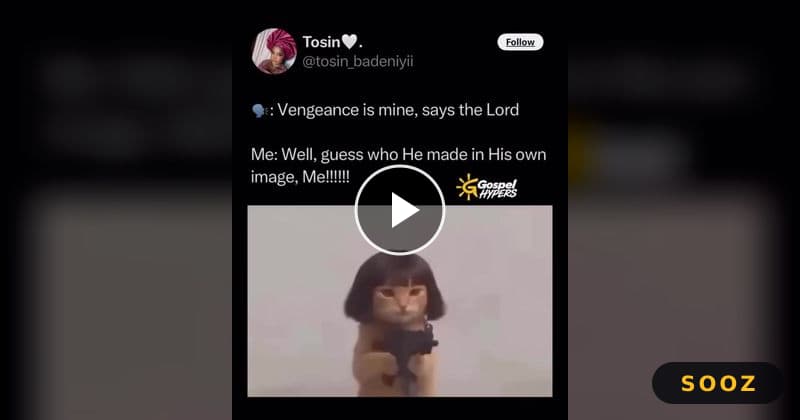 Tosin🤍.
Follow
@tosin_badeniyii
🗣️: Vengeance is mine, says the Lord
Me: Well, guess who He made in His own
image, Me!!!!!!
Gospel
HYPERS
SOOZ